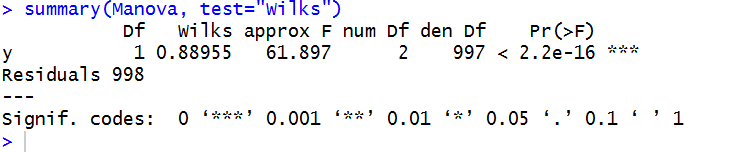 > summary(Manova, test="Wilks")
Df Wilks approx F num Df den Df Pr(>F)
y 1 0.88955 61.897 2 997 < 2.2e-16 ***
Residuals 998
---
Signif. codes: 0 ‘***’ 0.001 ‘**’ 0.01 ‘*’ 0.05 ‘.’ 0.1 ‘ ’ 1
>